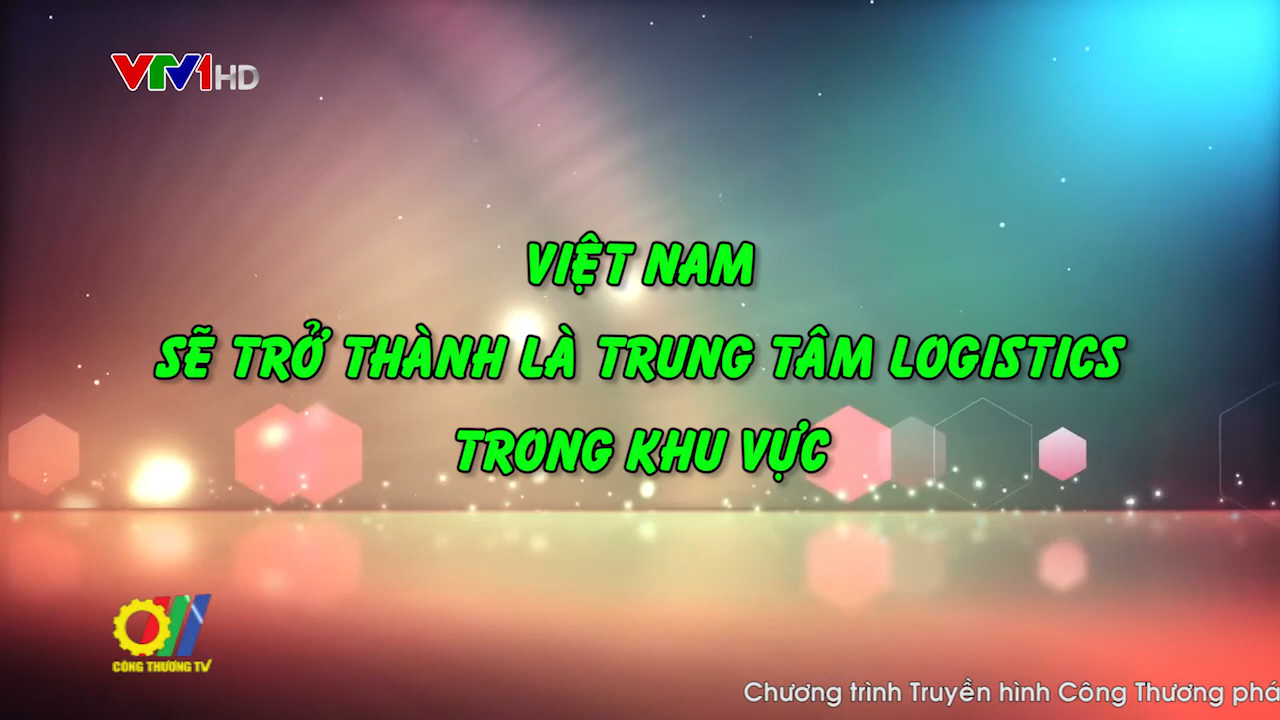 VTV1HD
VIỆT NAM
SẼ TRỞ THÀNH LÀ TRUNG TÂM LOGISTICS
TRONG KHU VỰC
CÔNG THƯƠNG TV
Chương trình Truyền hình Công Thương phá